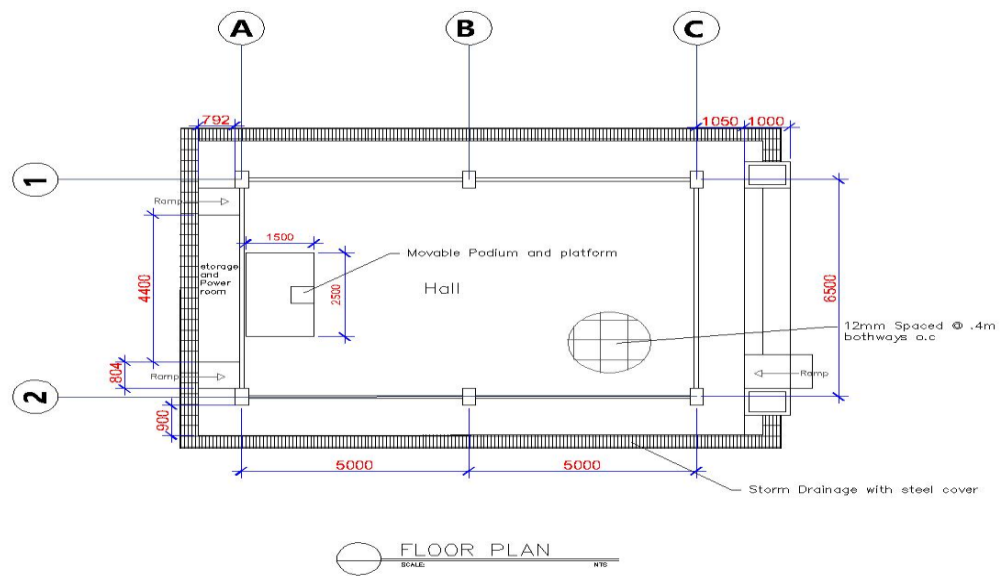 A B C
792
1050 1000
1
Ramp
1500
Movable Podium and platform
storage
and
Power
room
Hall
4400
2500
6500
12mm Spaced @ .4m
bothways o.c
804
Ramp
Ramp
2
900
5000 5000
Storm Drainage with steel cover
FLOOR PLAN
SCALE: NTS